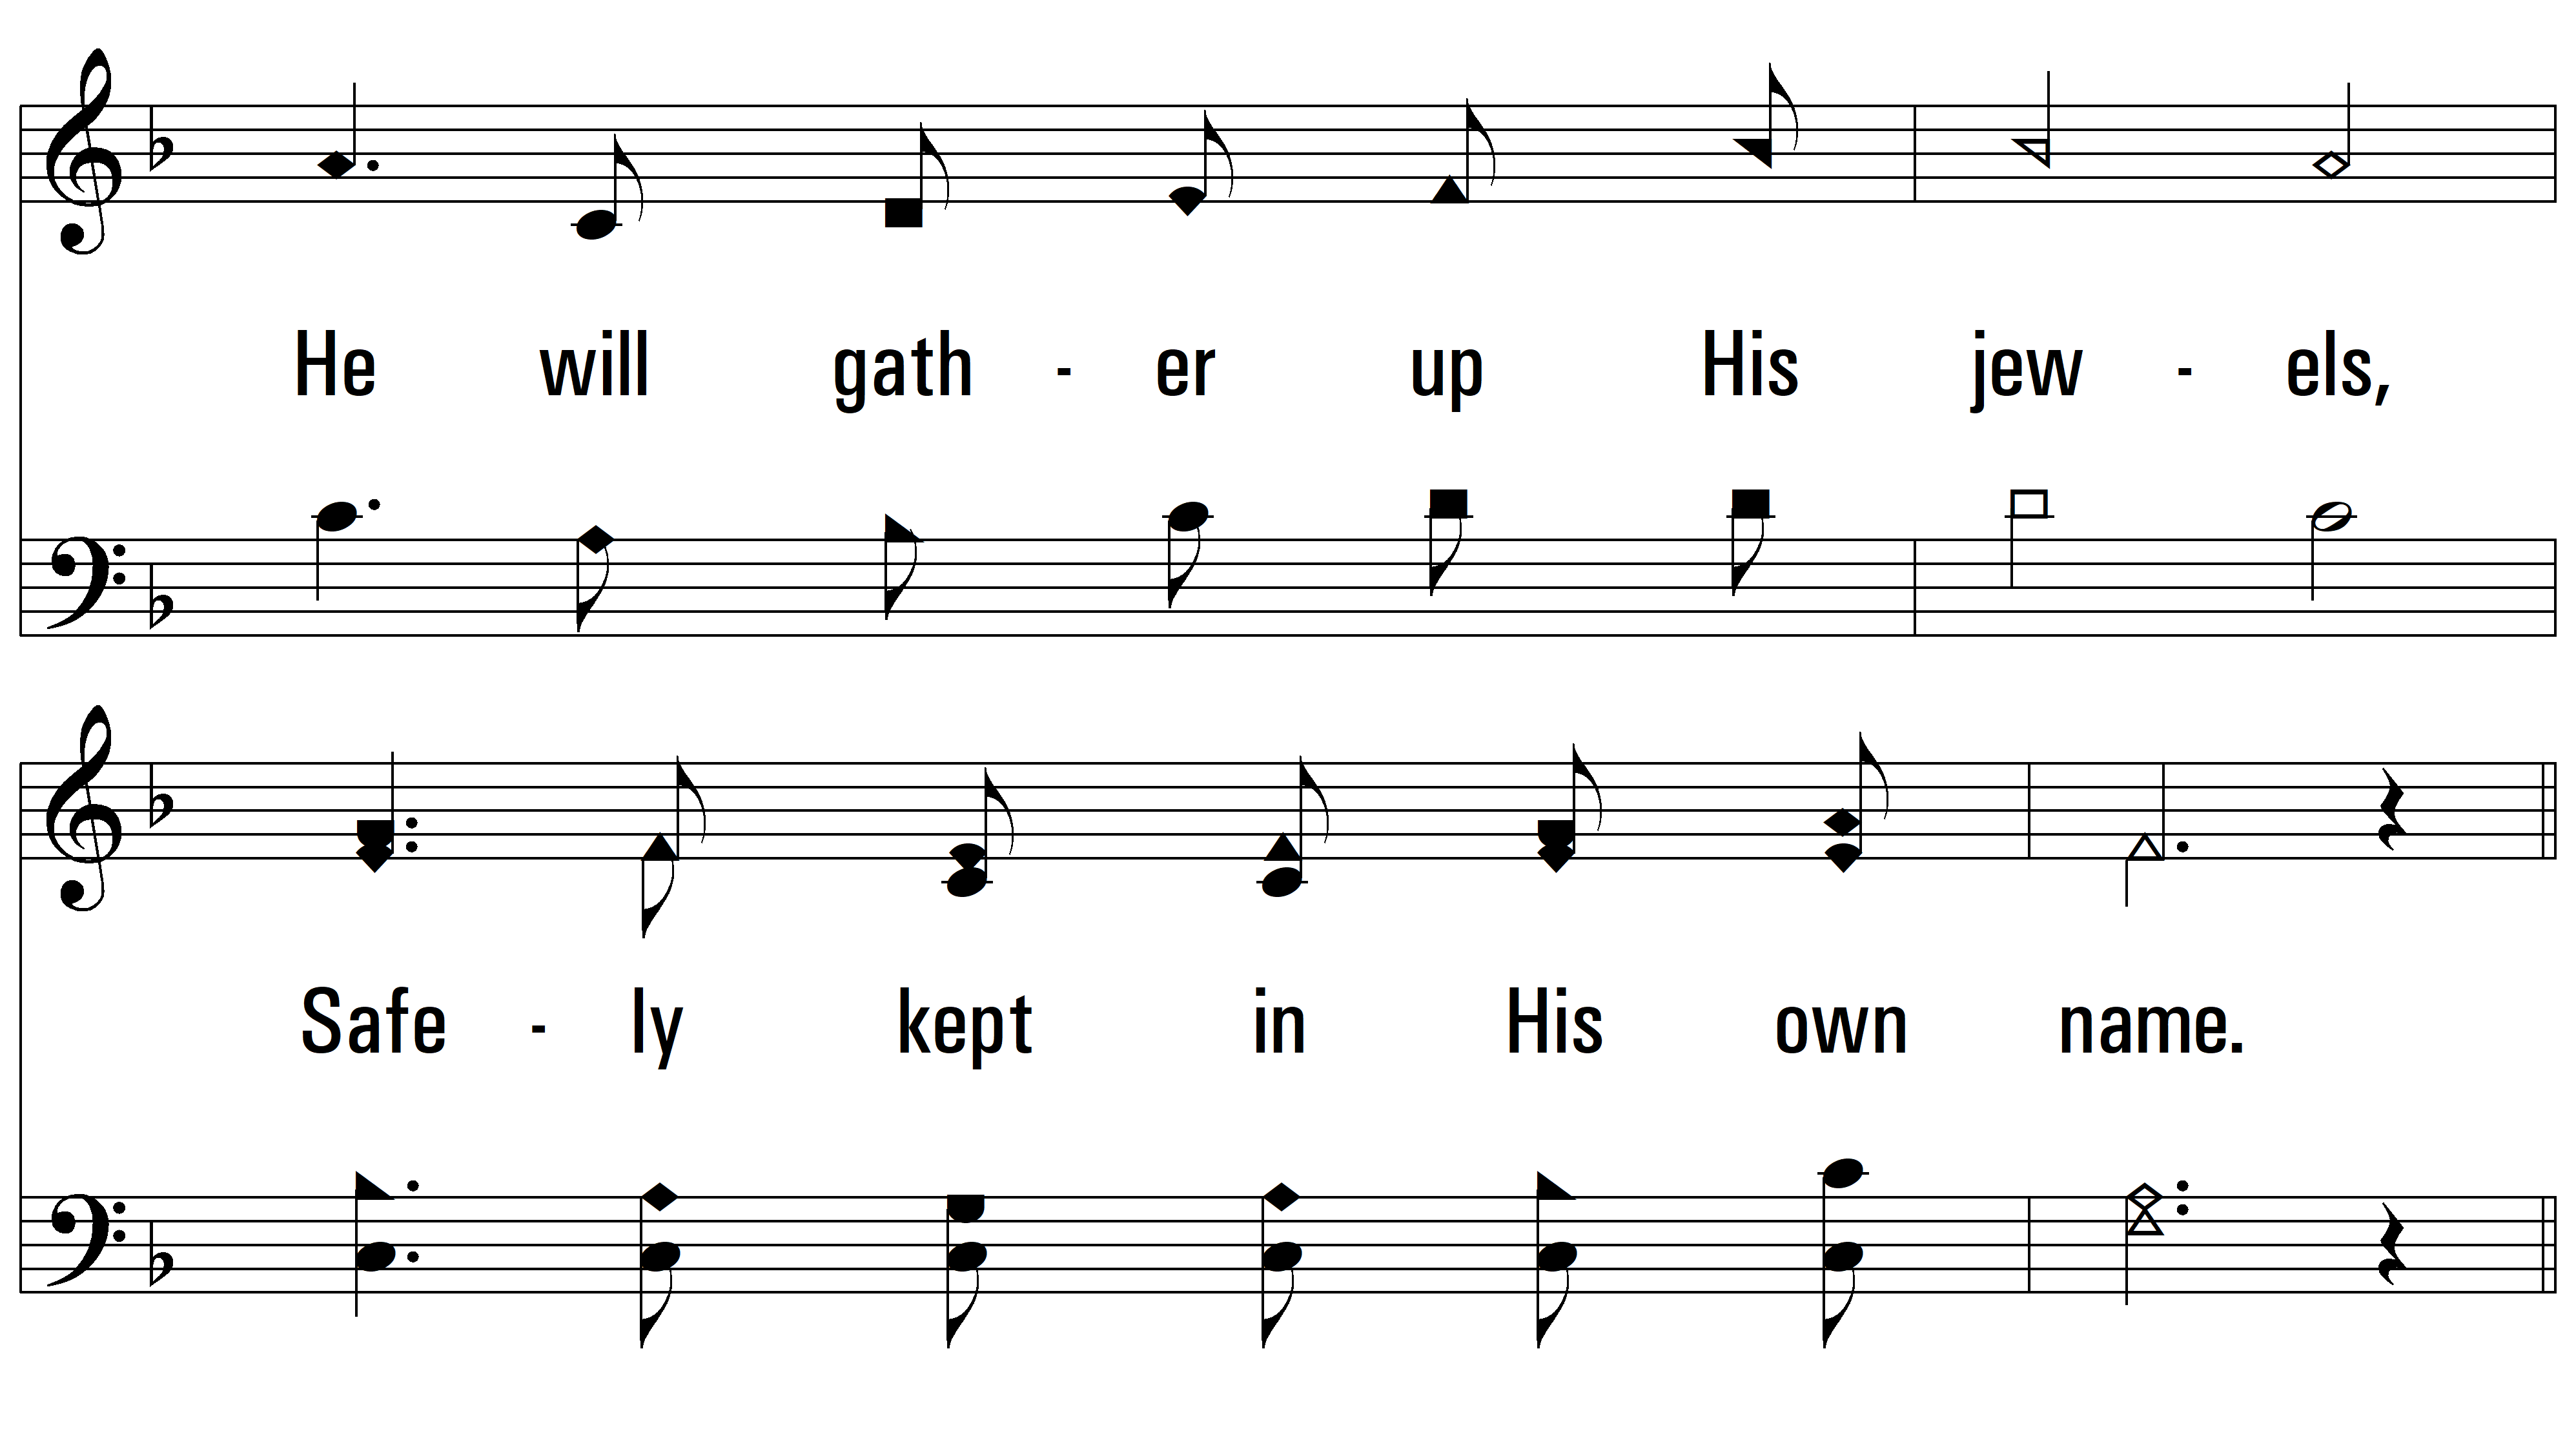 He will gath - er up His jew - els,
Safe - ly kept in His own name.